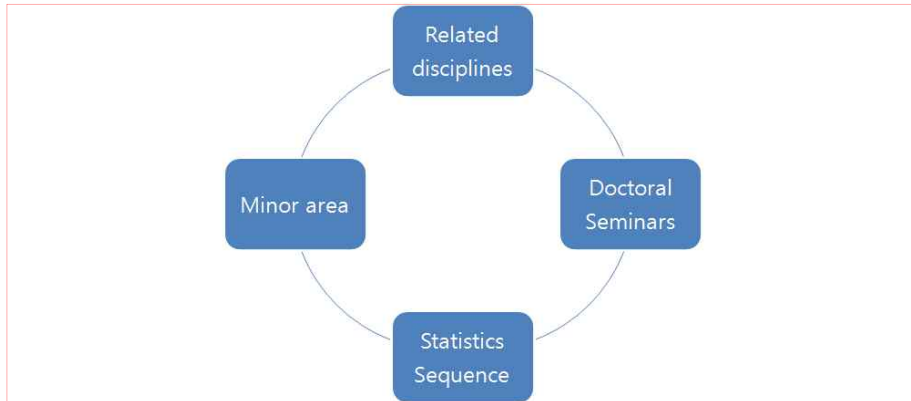 Related
disciplines
Minor area
Doctoral
Seminars
Statistics
Sequence